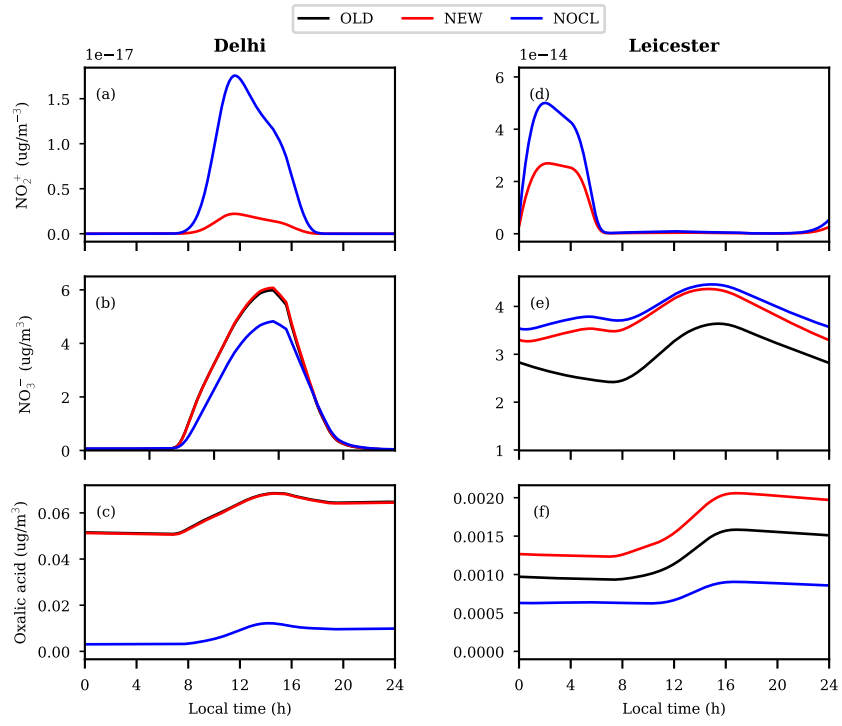 OLD NEW NOCL
Delhi Leicester
1e−17
(a)
NO₂⁺ (ug/m⁻³)
1.5
1.0
0.5
0.0
1e−14
(d)
6
4
2
0
(b)
NO₃⁻ (ug/m³)
6
4
2
0
(e)
4
3
2
1
(c)
Oxalic acid (ug/m³)
0.06
0.04
0.02
0.00
0 4 8 12 16 20 24
Local time (h)
(f)
0.0020
0.0015
0.0010
0.0005
0.0000
0 4 8 12 16 20 24
Local time (h)